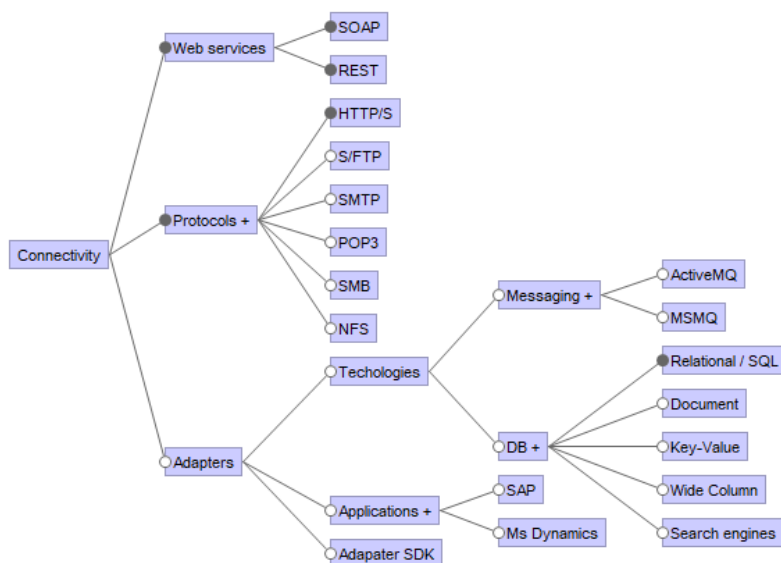 SOAP
Web services
REST
HTTP/S
S/FTP
SMTP
Protocols +
POP3
Connectivity
SMB
NFS
ActiveMQ
Messaging +
MSMQ
Relational / SQL
Techologies
Document
DB +
Key-Value
Adapters
Wide Column
SAP
Applications +
Ms Dynamics
Search engines
Adapater SDK